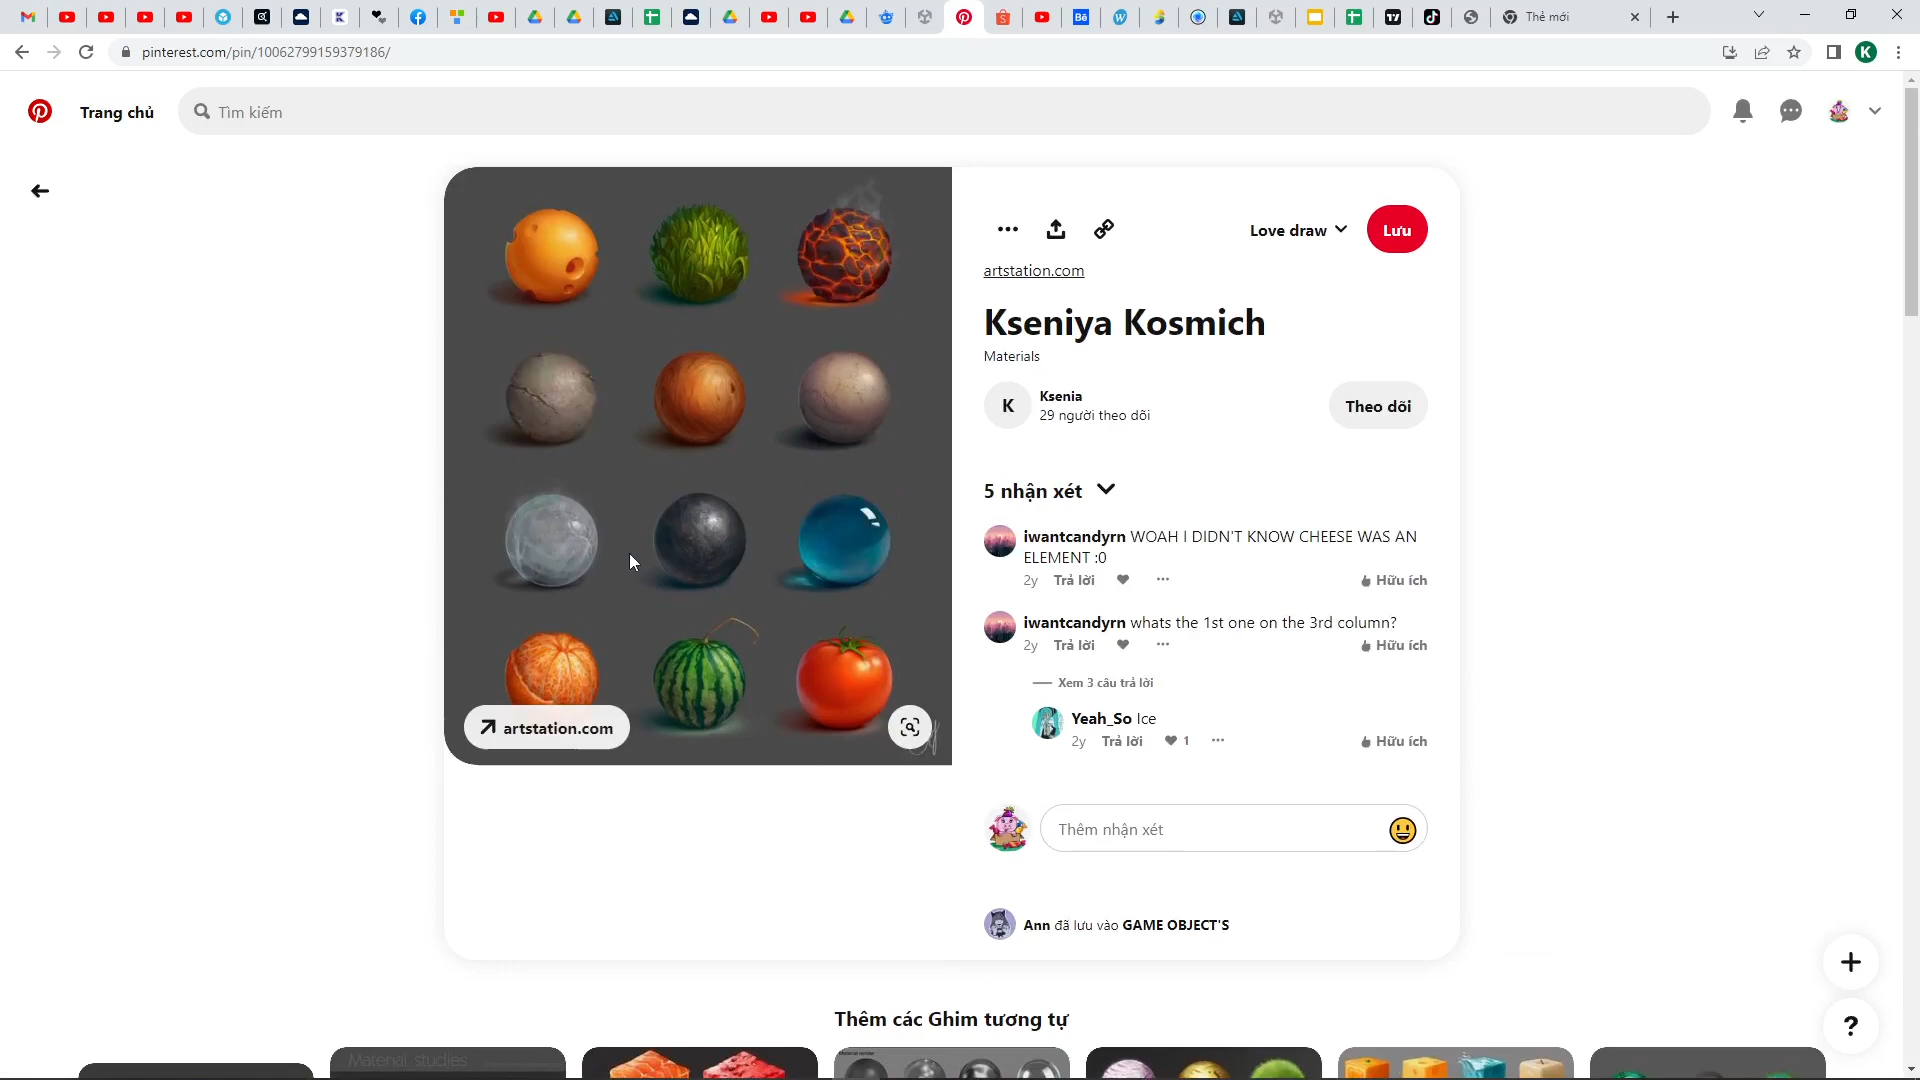 Thẻ mới
pinterest.com/pin/10062799159379186/
K
Trang chủ
Tìm kiếm
Love draw
Lưu
artstation.com
Kseniya Kosmich
Materials
K
Ksenia
29 người theo dõi
Theo dõi
5 nhận xét
iwantcandyrn WOAH I DIDN'T KNOW CHEESE WAS AN
ELEMENT :0
2y Trả lời
Hữu ích
iwantcandyrn whats the 1st one on the 3rd column?
2y Trả lời
Hữu ích
Xem 3 câu trả lời
Yeah_So Ice
2y Trả lời 1
Hữu ích
artstation.com
Thêm nhận xét
Ann đã lưu vào GAME OBJECT'S
Thêm các Ghim tương tự
Material studies
Material render